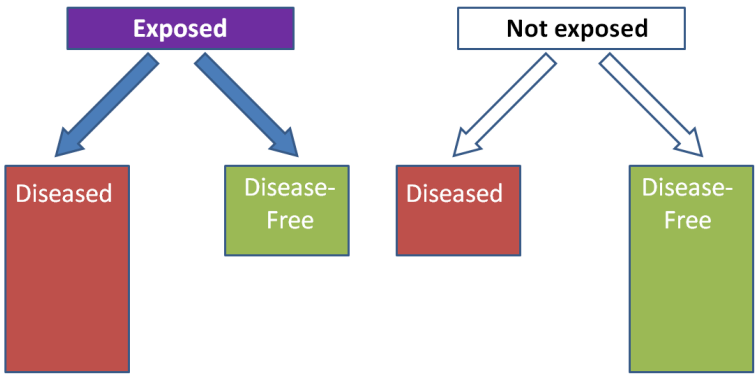 Exposed
Not exposed
Diseased
Disease-
Free
Diseased
Disease-
Free